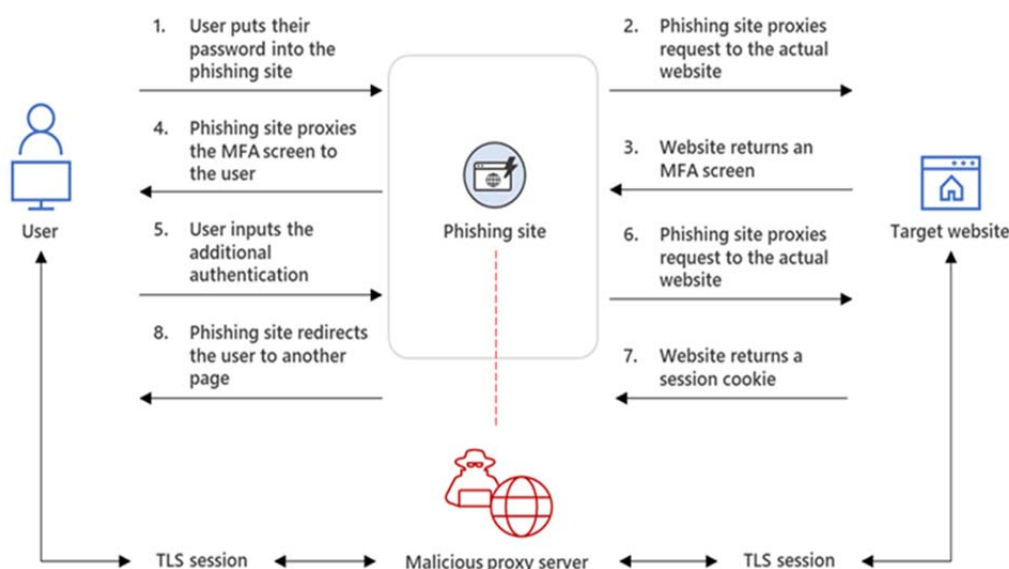 1. User puts their
password into the
phishing site
2. Phishing site proxies
request to the actual
website
4. Phishing site proxies
the MFA screen to
the user
3. Website returns an
MFA screen
User
Phishing site
Target website
5. User inputs the
additional
authentication
6. Phishing site proxies
request to the actual
website
8. Phishing site redirects
the user to another
page
7. Website returns a
session cookie
TLS session
Malicious proxy server
TLS session